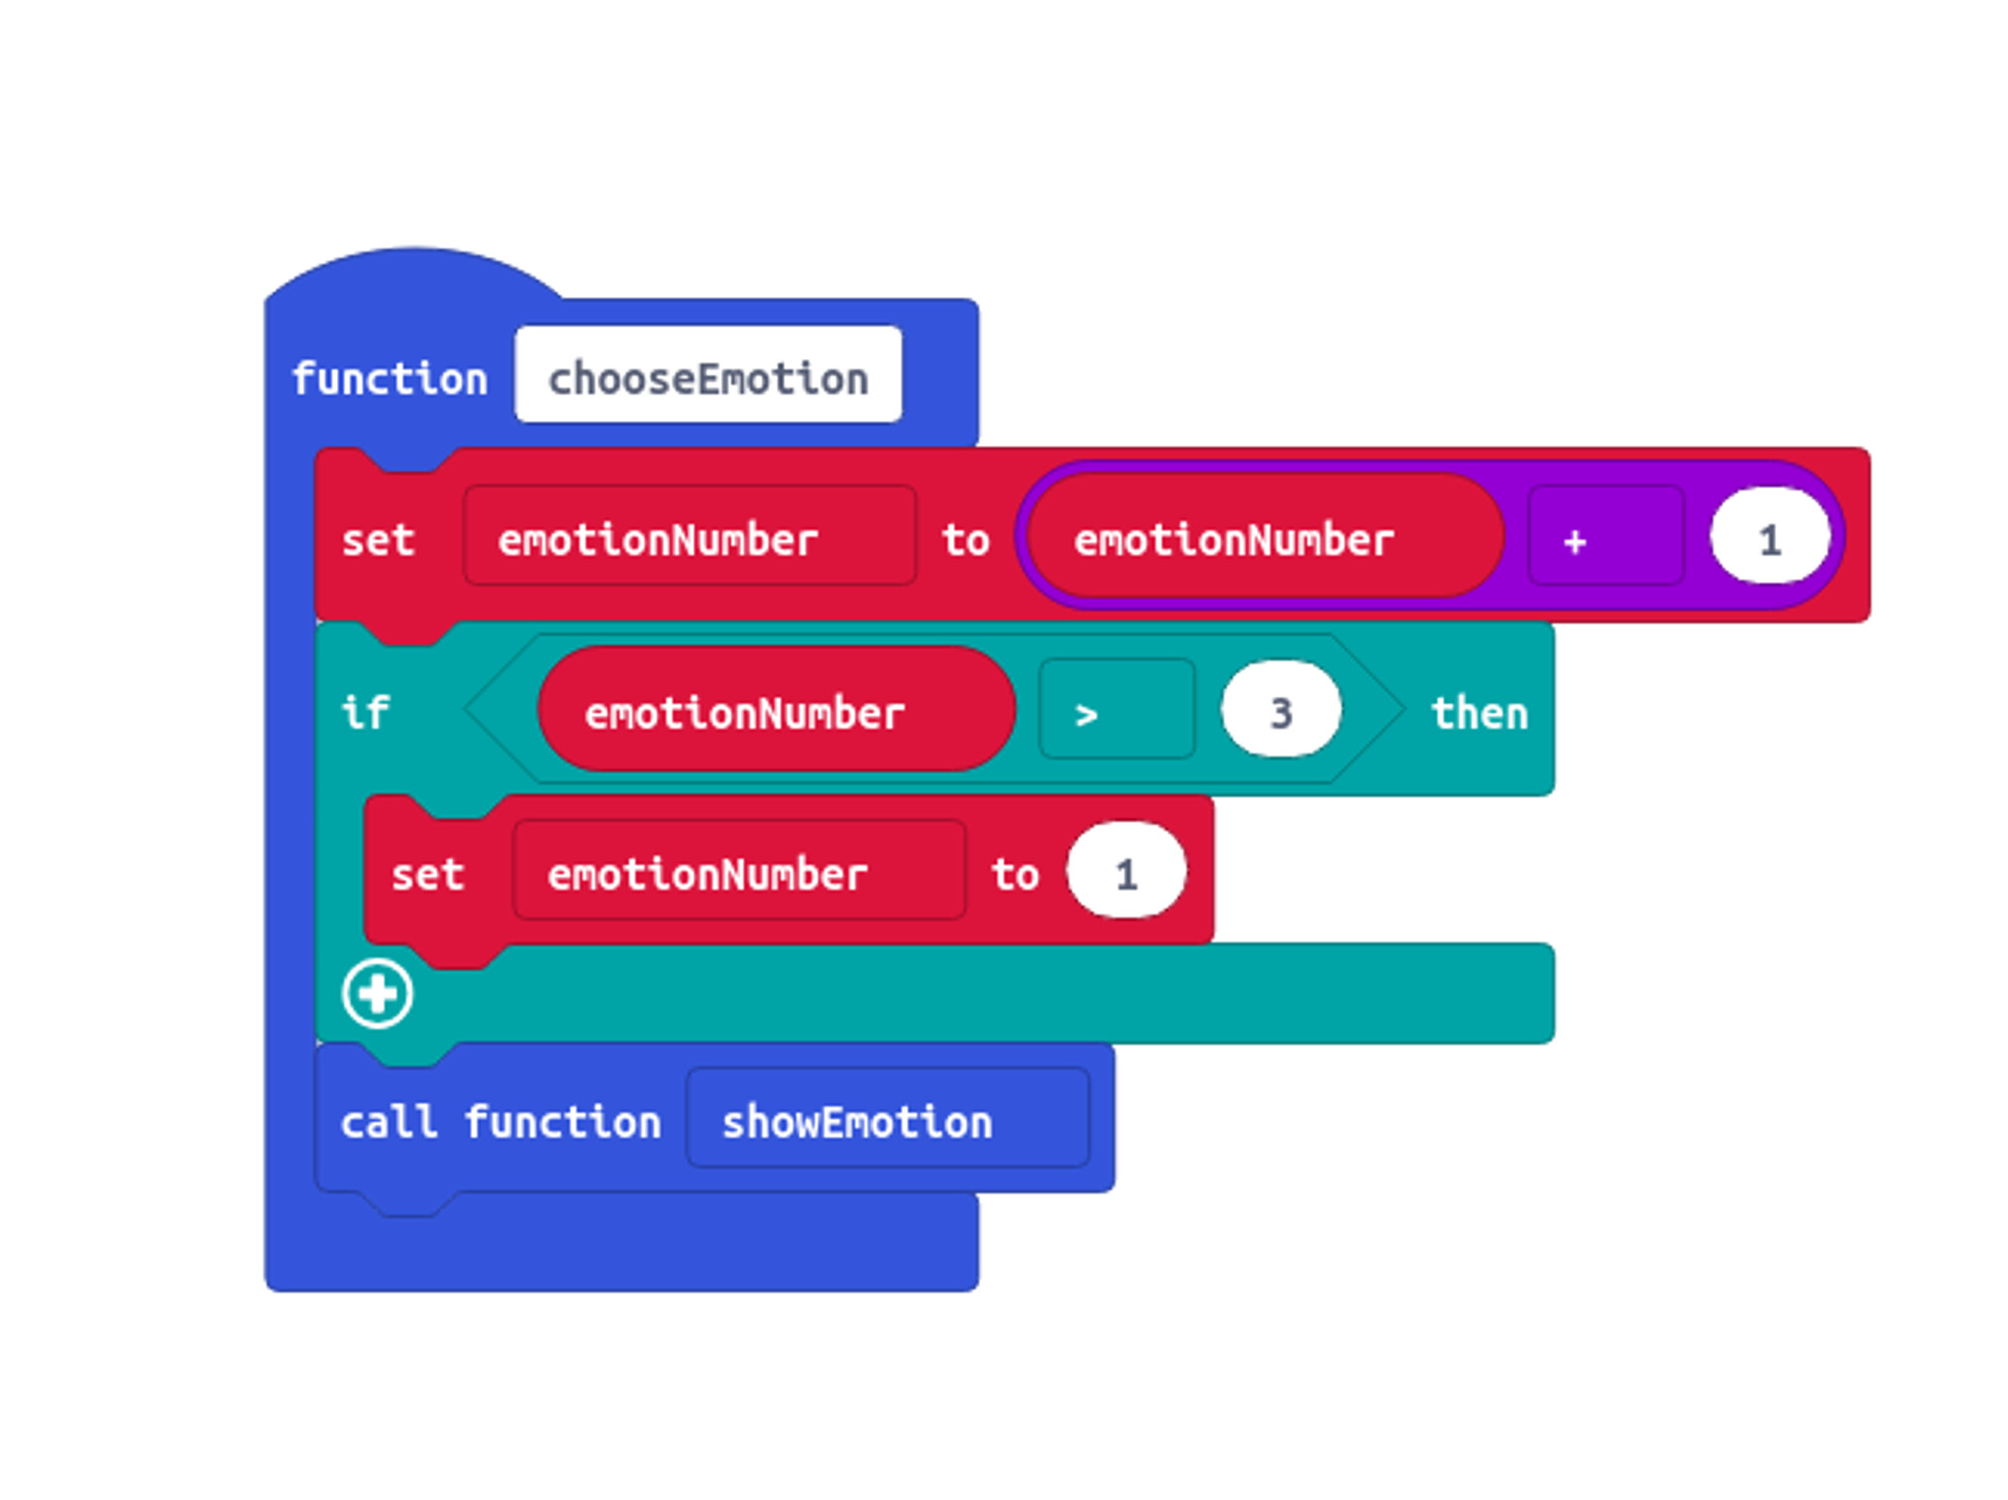 function chooseEmotion
set emotionNumber to emotionNumber + 1
if emotionNumber > 3 then
set emotionNumber to 1
call function showEmotion